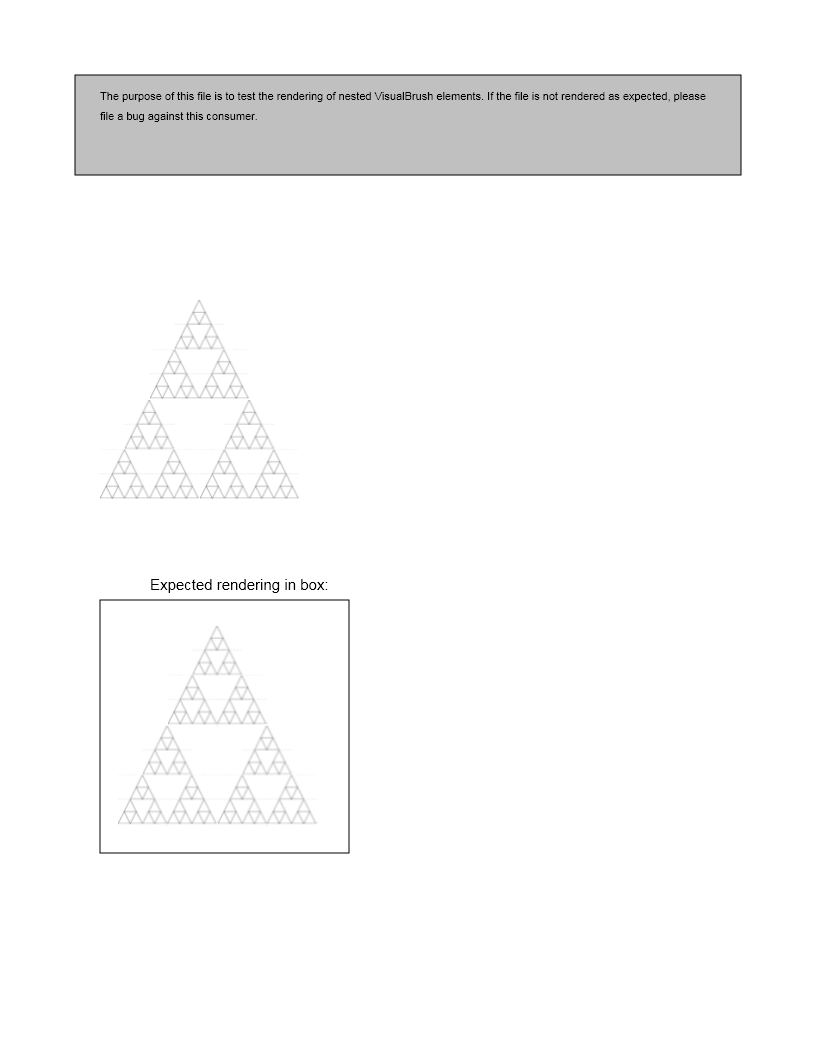 The purpose of this file is to test the rendering of nested VisualBrush elements. If the file is not rendered as expected, please
file a bug against this consumer.
Expected rendering in box: